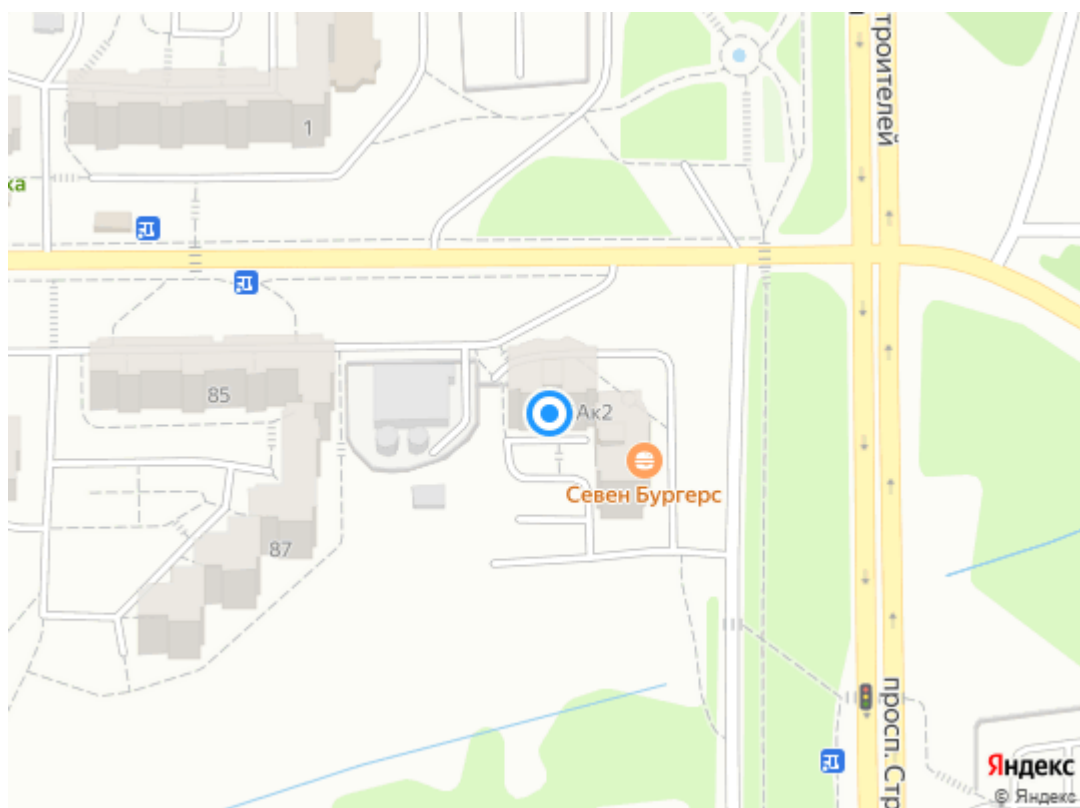 троителей
1
ка
85
Ак2
Севен Бургерс
87
просп. Стр
Яндекс
© Яндекс